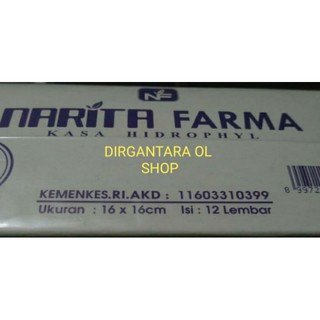 NF
NARITA FARMA
KASA HIDROPHYL
DIRGANTARA OL
SHOP
KEMENKES.RI.AKD : 11603310399
Ukuran : 16 x 16cm Isi : 12 Lembar